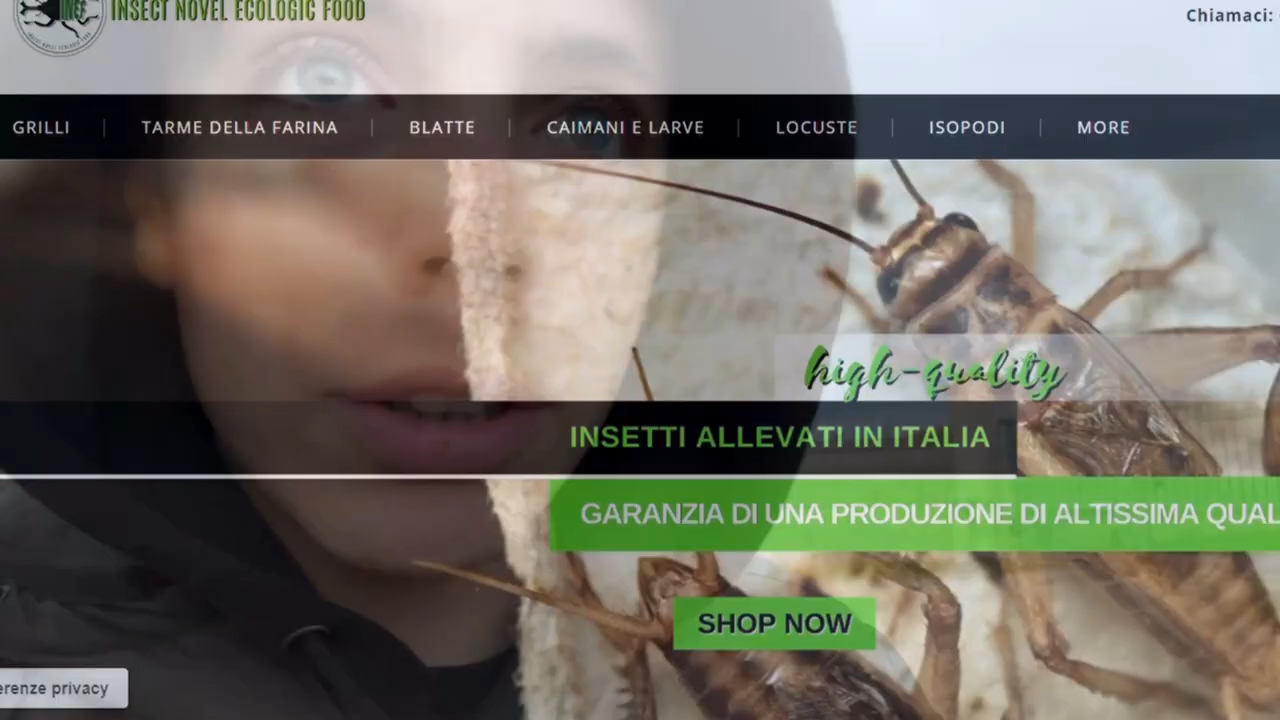 INSECT NOVEL ECOLOGIC FOOD
Chiamaci:
GRILLI | TARME DELLA FARINA | BLATTE | CAIMANI E LARVE | LOCUSTE | ISOPODI | MORE
high-quality
INSETTI ALLEVATI IN ITALIA
GARANZIA DI UNA PRODUZIONE DI ALTISSIMA QUAL
SHOP NOW
erenze privacy